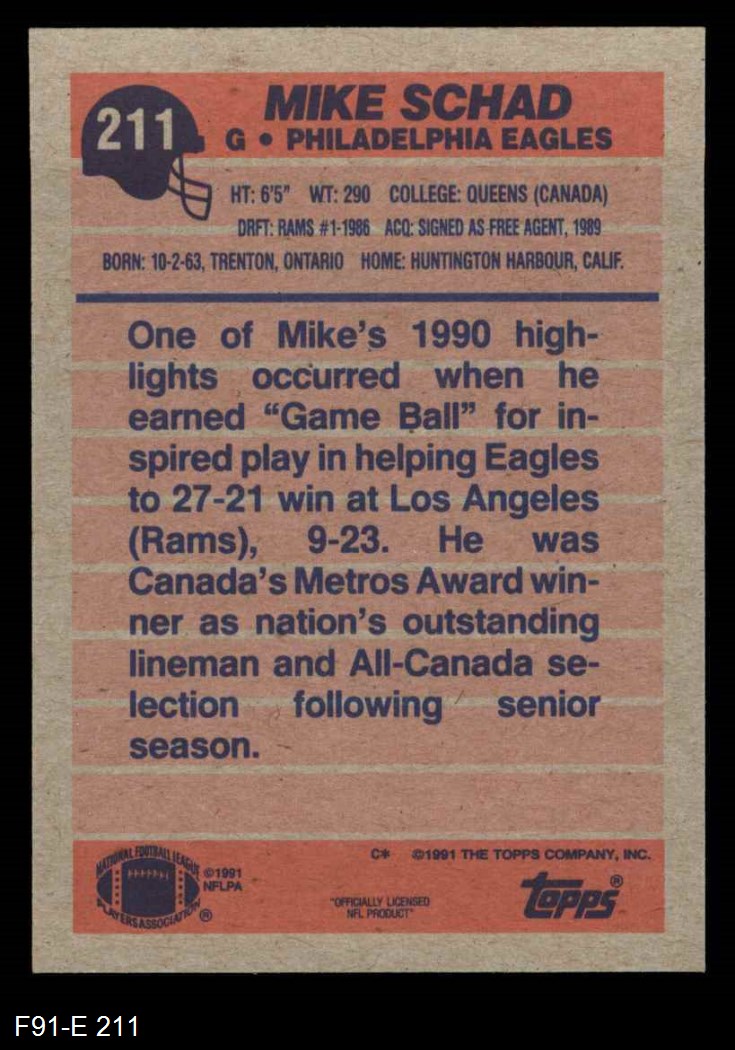 211
MIKE SCHAD
G • PHILADELPHIA EAGLES
HT: 6'5" WT: 290 COLLEGE: QUEENS (CANADA)
DRFT: RAMS #1-1986 ACQ: SIGNED AS FREE AGENT, 1989
BORN: 10-2-63, TRENTON, ONTARIO HOME: HUNTINGTON HARBOUR, CALIF.
One of Mike's 1990 high-
lights occurred when he
earned “Game Ball” for in-
spired play in helping Eagles
to 27-21 win at Los Angeles
(Rams), 9-23. He was
Canada's Metros Award win-
ner as nation's outstanding
lineman and All-Canada se-
lection following senior
season.
NATIONAL FOOTBALL LEAGUE
PLAYERS ASSOCIATION ®
©1991
NFLPA
C* ©1991 THE TOPPS COMPANY, INC.
"OFFICIALLY LICENSED
NFL PRODUCT"
topps®
F91-E 211